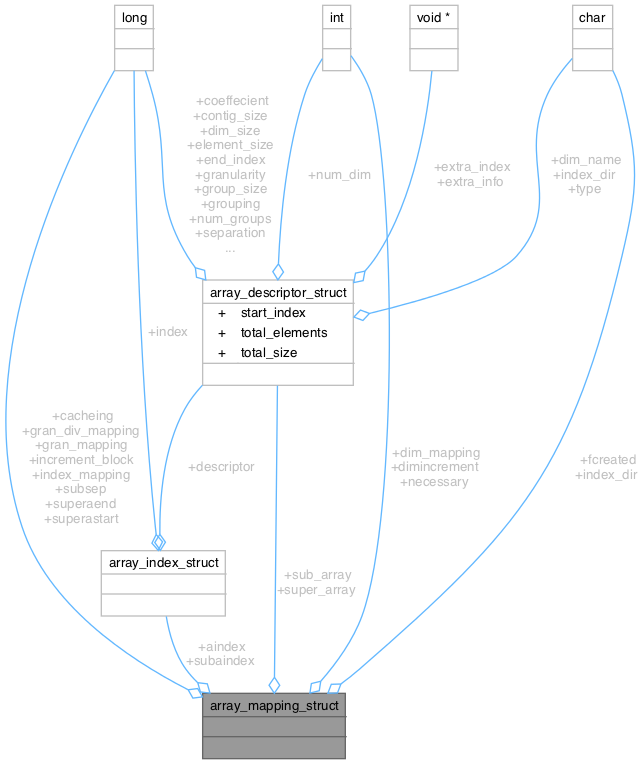 long
int
void *
char
+coeffecient
+contig_size
+dim_size
+element_size
+end_index
+granularity
+group_size
+grouping
+num_groups
+separation
...
+num_dim
+extra_index
+extra_info
+dim_name
+index_dir
+type
array_descriptor_struct
+ start_index
+ total_elements
+ total_size
+index
+cacheing
+gran_div_mapping
+gran_mapping
+increment_block
+index_mapping
+subsep
+superaend
+superastart
+descriptor
+dim_mapping
+dimincrement
+necessary
+fcreated
+index_dir
array_index_struct
+sub_array
+super_array
+aindex
+subaindex
array_mapping_struct